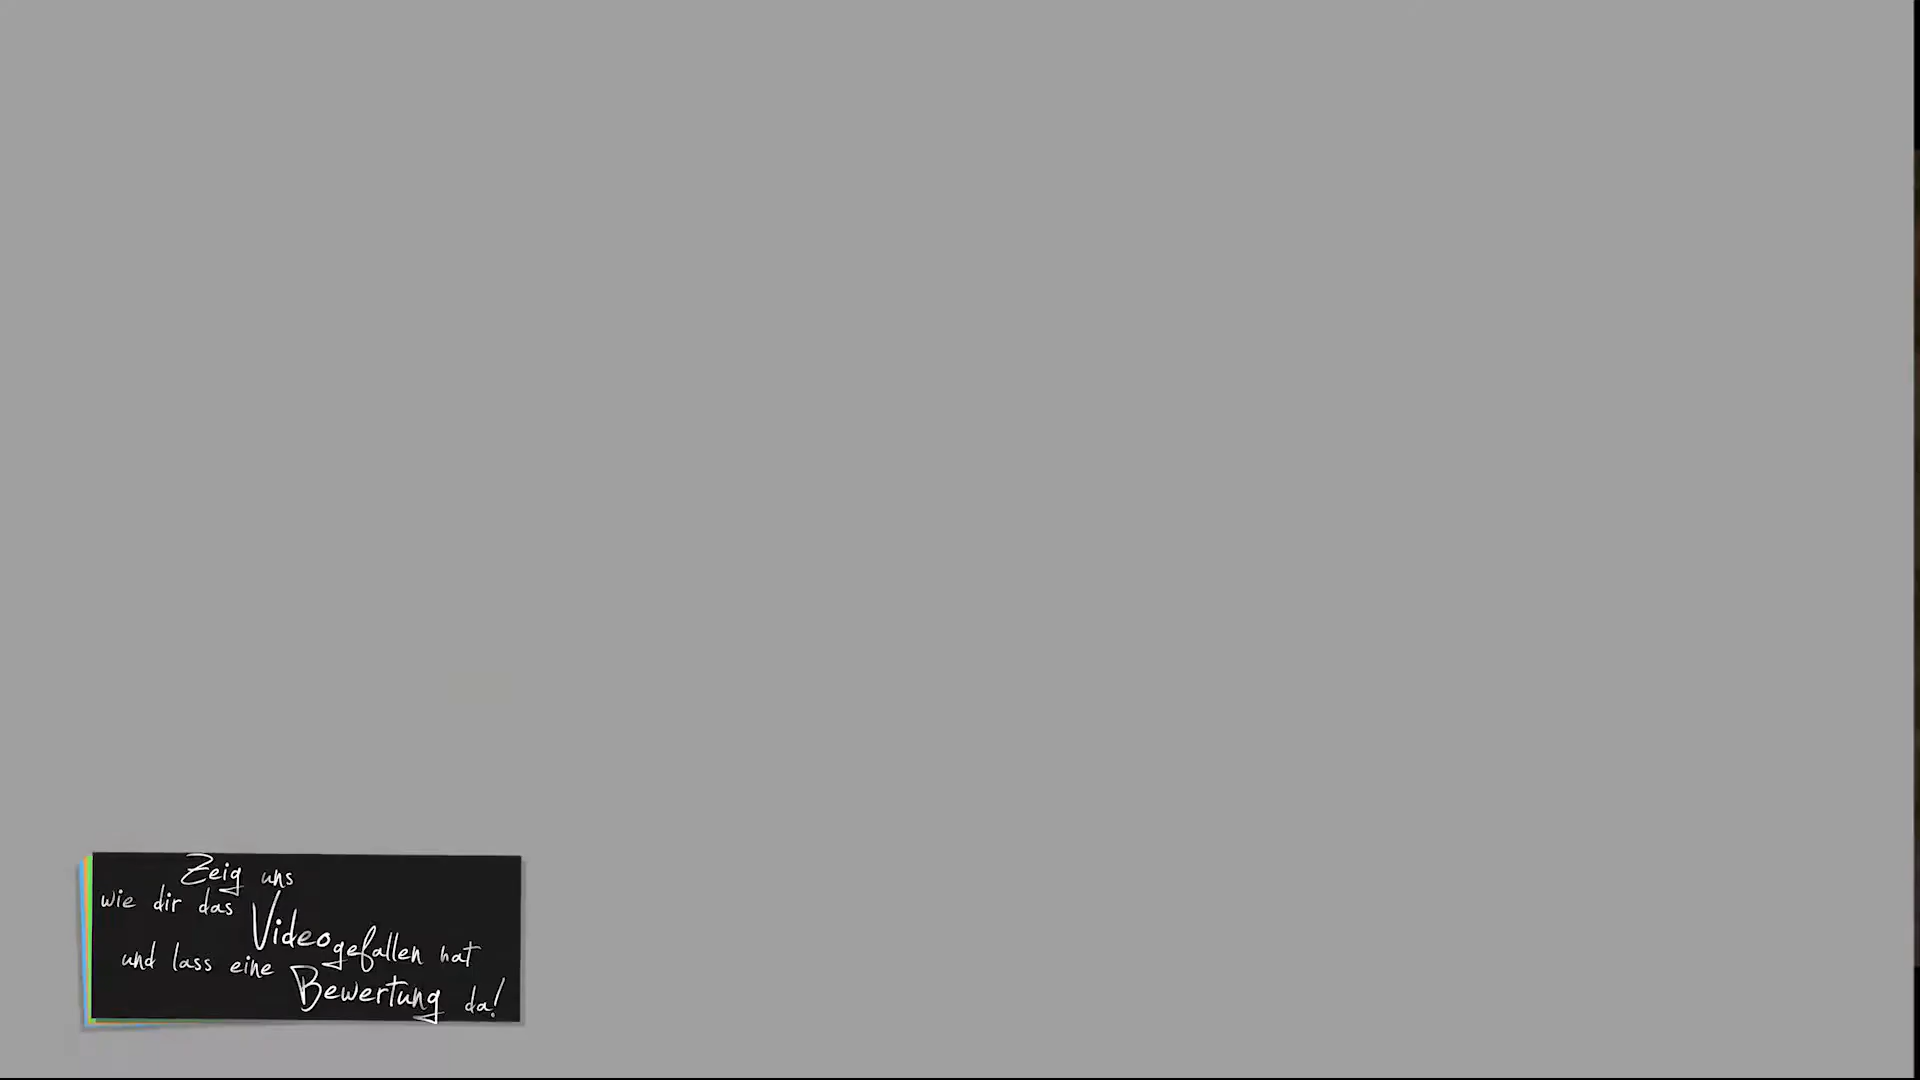 Zeig uns
wie dir das Video gefallen hat
und lass eine Bewertung da!